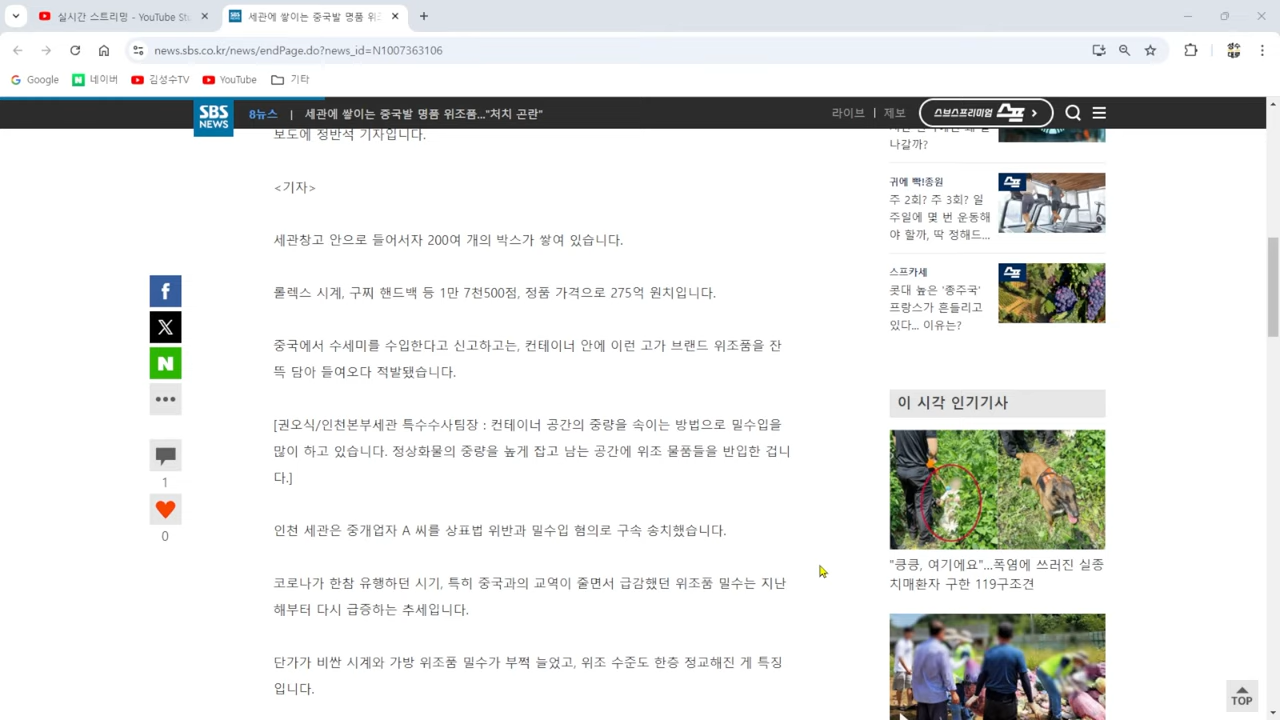 실시간 스트리밍 - YouTube Stu
세관에 쌓이는 중국발 명품 위조
news.sbs.co.kr/news/endPage.do?news_id=N1007363106
Google
네이버
김성수TV
YouTube
기타
SBS NEWS
8뉴스 | 세관에 쌓이는 중국발 명품 위조품..."처치 곤란"
라이브 | 제보
스브스프리미엄 스프 >
보도에 정반석 기자입니다.
<기자>
세관창고 안으로 들어서자 200여 개의 박스가 쌓여 있습니다.
롤렉스 시계, 구찌 핸드백 등 1만 7천500점, 정품 가격으로 275억 원치입니다.
중국에서 수세미를 수입한다고 신고하고는, 컨테이너 안에 이런 고가 브랜드 위조품을 잔
뜩 담아 들여오다 적발됐습니다.
[권오식/인천본부세관 특수수사팀장 : 컨테이너 공간의 중량을 속이는 방법으로 밀수입을
많이 하고 있습니다. 정상화물의 중량을 높게 잡고 남는 공간에 위조 물품들을 반입한 겁니
다.]
인천 세관은 중개업자 A 씨를 상표법 위반과 밀수입 혐의로 구속 송치했습니다.
코로나가 한참 유행하던 시기, 특히 중국과의 교역이 줄면서 급감했던 위조품 밀수는 지난
해부터 다시 급증하는 추세입니다.
단가가 비싼 시계와 가방 위조품 밀수가 부쩍 늘었고, 위조 수준도 한층 정교해진 게 특징
입니다.
f
X
N
1
0
나갈까?
스프
귀에 빡!종원
주 2회? 주 3회? 일
주일에 몇 번 운동해
야 할까, 딱 정해드...
스프
스프카세
콧대 높은 '종주국'
프랑스가 흔들리고
있다... 이유는?
이 시각 인기기사
"킁킁, 여기에요"...폭염에 쓰러진 실종
치매환자 구한 119구조견
TOP